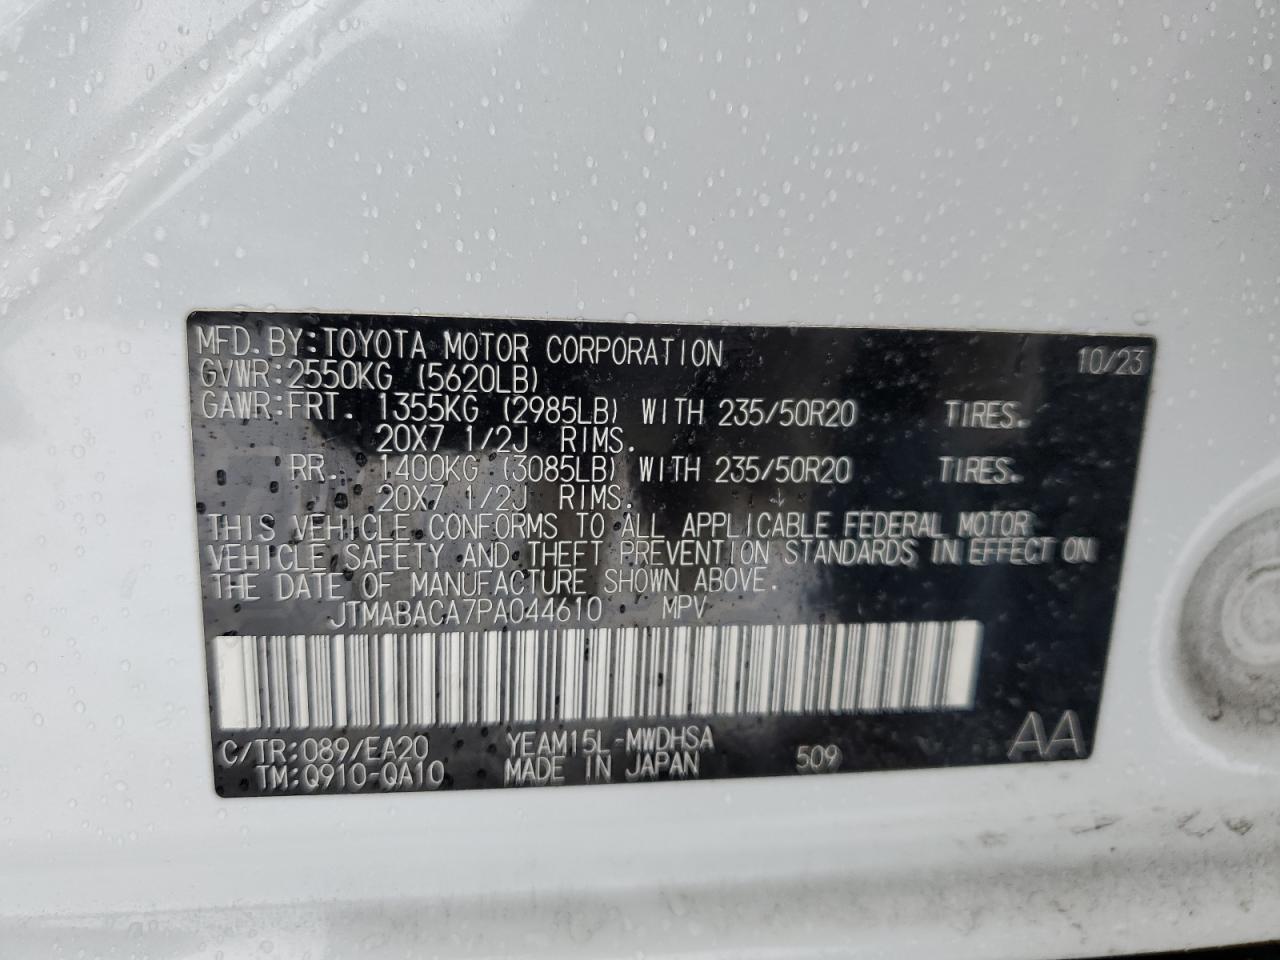 MFD. BY: TOYOTA MOTOR CORPORATION 10/23
GVWR: 2550KG (5620LB)
GAWR: FRT. 1355KG (2985LB) WITH 235/50R20 TIRES.
20X7 1/2J RIMS.
RR. 1400KG (3085LB) WITH 235/50R20 TIRES.
20X7 1/2J RIMS.
THIS VEHICLE CONFORMS TO ALL APPLICABLE FEDERAL MOTOR
VEHICLE SAFETY AND THEFT PREVENTION STANDARDS IN EFFECT ON
THE DATE OF MANUFACTURE SHOWN ABOVE.
JTMABACA7PA044610 MPV
C/TR: 089/EA20 YEAM15L-MWDHSA
TM: Q910-QA10 MADE IN JAPAN 509 AA